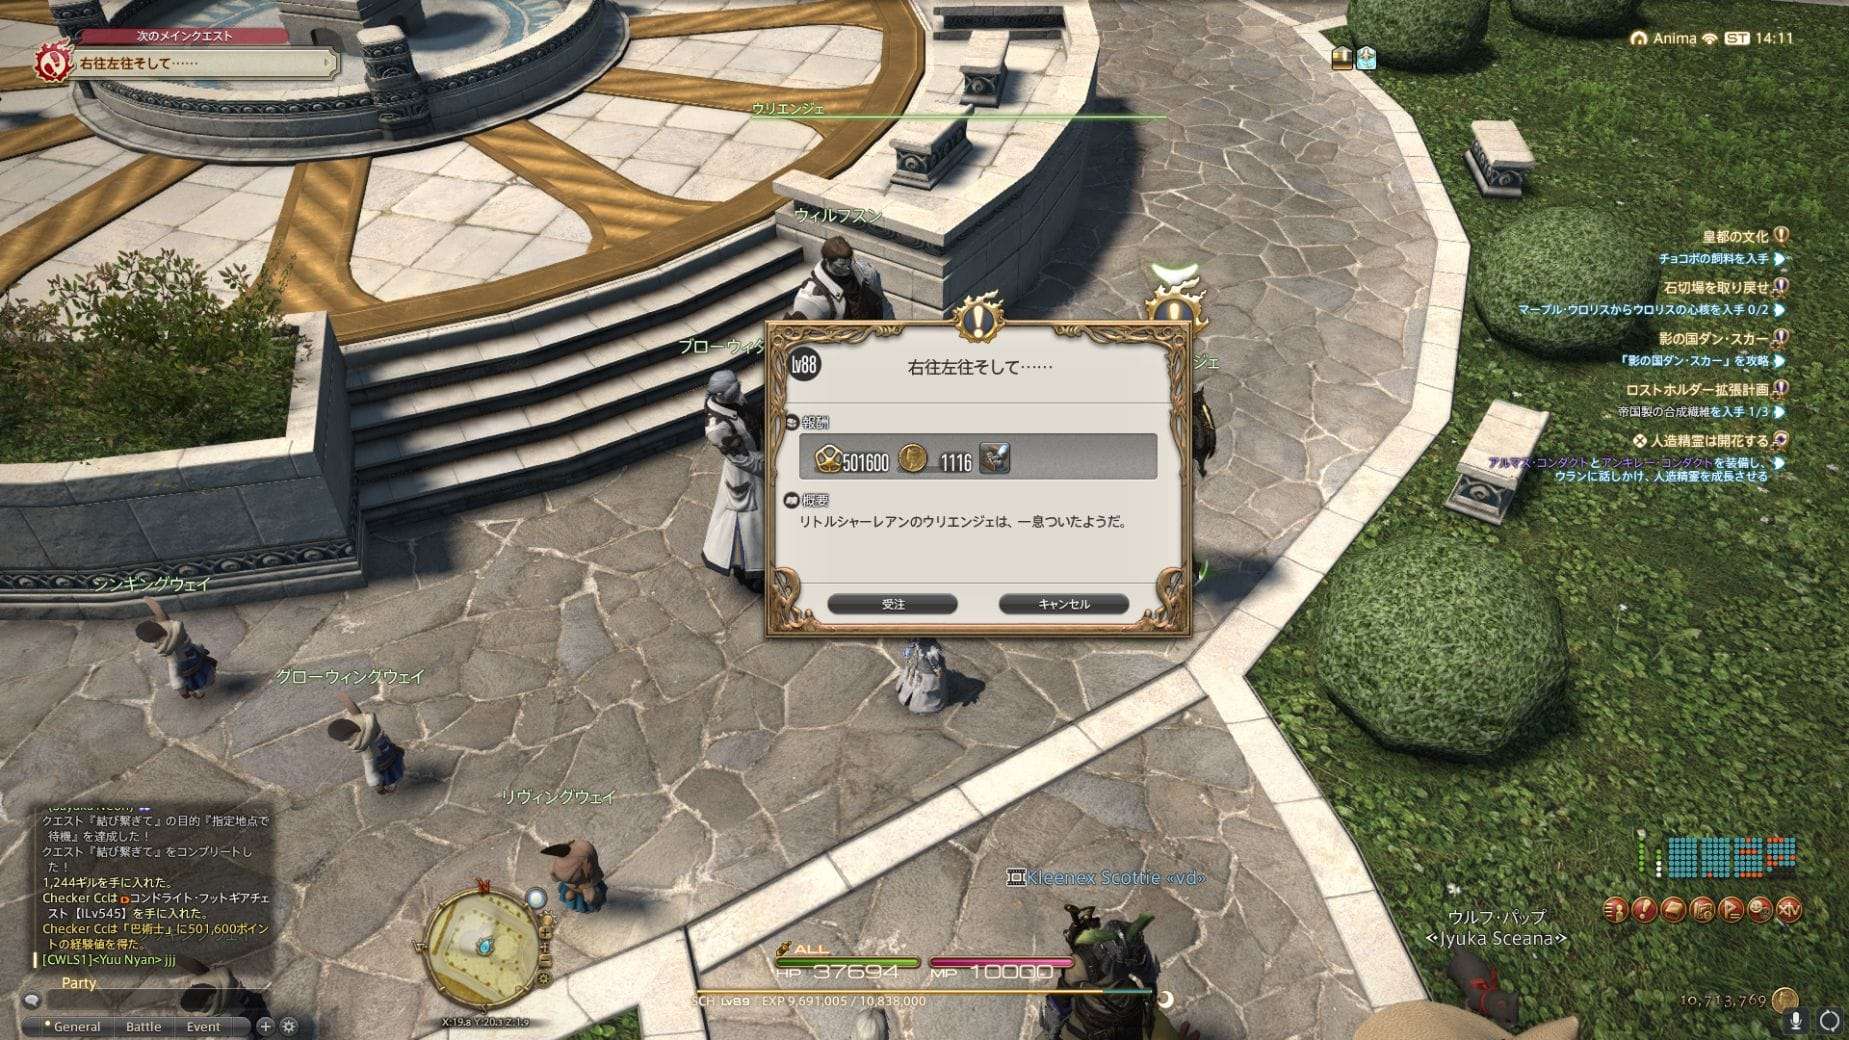 次のメインクエスト
右往左往そして……
Anima ST 14:11
ウリエンジェ
ウィルフスン
ジェ
Lv88
右往左往そして……
報酬
501600 1116
概要
リトルシャーレアンのウリエンジェは、一息ついたようだ。
受注 キャンセル
皇都の文化
チョコボの飼料を入手
石切場を取り戻せ
マーブル・ウロリスからウロリスの心核を入手 0/2
影の国ダン・スカー
「影の国ダン・スカー」を攻略
ロストホルダー拡張計画
帝国製の合成繊維を入手 1/3
人造精霊は開花する
アルマス・コンダクトとアンキレー・コンダクトを装備し、
ウランに話しかけ、人造精霊を成長させる
シンギングウェイ
グローウィングウェイ
リヴィングウェイ
クエスト『結び繋ぎて』の目的『指定地点で
待機』を達成した！
クエスト『結び繋ぎて』をコンプリートし
た！
1,244ギルを手に入れた。
Checker Ccは コンドライト・フットギアチェ
スト【ILv545】を手に入れた。
Checker Ccは「巴術士」に501,600ポイン
トの経験値を得た。
[CWLS1]<Yuu Nyan> jjj
Party
General Battle Event
N
X:19.8 Y:20.3 Z:1.9
Kleenex Scottie «vd»
ALL
HP 37694 MP 10000
SCH Lv89 EXP 9,691,005 / 10,838,000
ウルフ・パップ
Jyuka Sceana
XIV
10,713,769